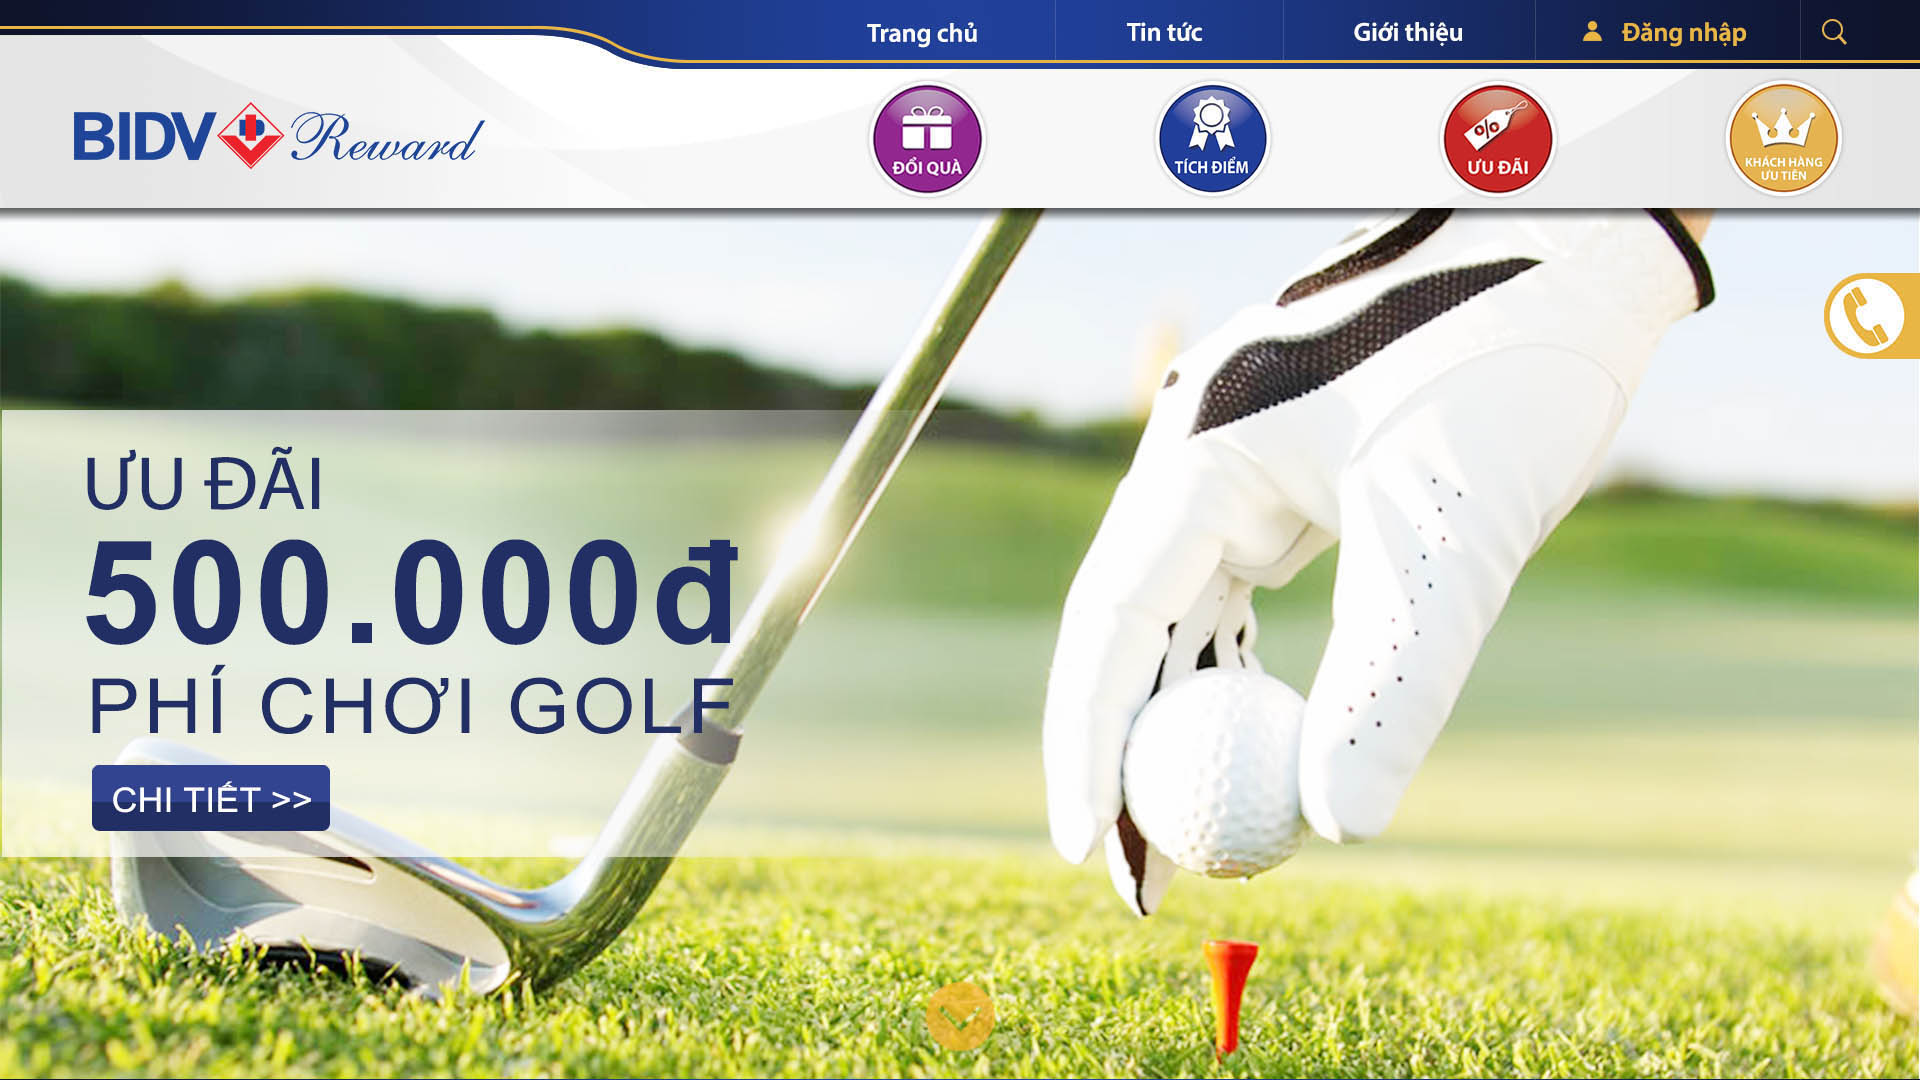 Trang chủ
Tin tức
Giới thiệu
Đăng nhập
BIDV Reward
ĐỔI QUÀ
TÍCH ĐIỂM
%
ƯU ĐÃI
KHÁCH HÀNG
ƯU TIÊN
ƯU ĐÃI
500.000đ
PHÍ CHƠI GOLF
CHI TIẾT >>